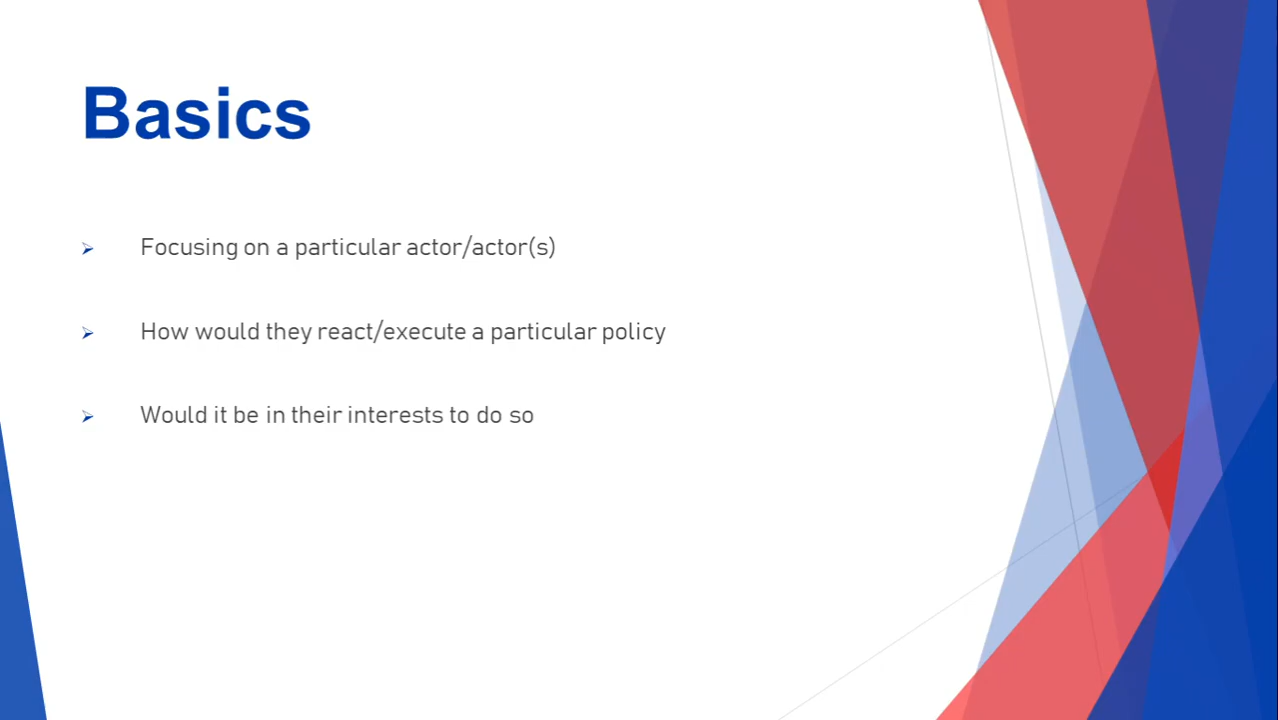 Basics
Focusing on a particular actor/actor(s)
How would they react/execute a particular policy
Would it be in their interests to do so